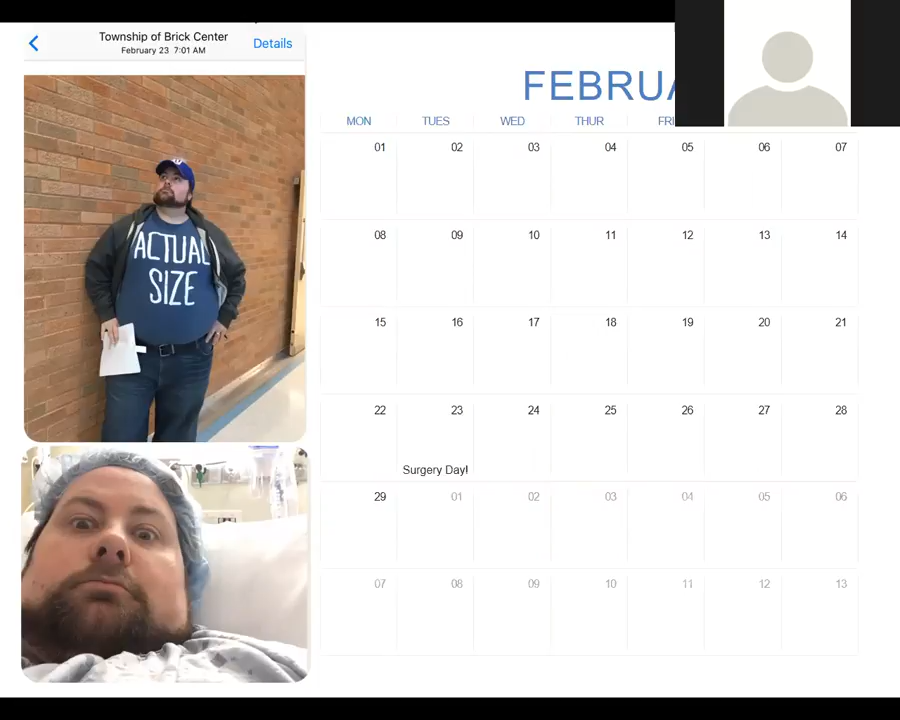 Township of Brick Center
February 23 7:01 AM
Details
ACTUAL
SIZE
MON TUES WED THUR
01 02 03 04 05 06 07
08 09 10 11 12 13 14
15 16 17 18 19 20 21
22 23 24 25 26 27 28
Surgery Day!
29 01 02 03 04 05 06
07 08 09 10 11 12 13